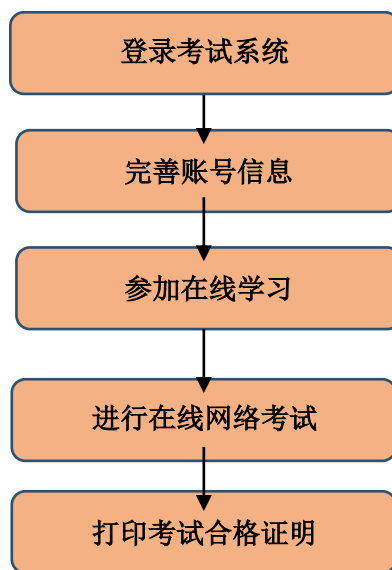 登录考试系统
完善账号信息
参加在线学习
进行在线网络考试
打印考试合格证明